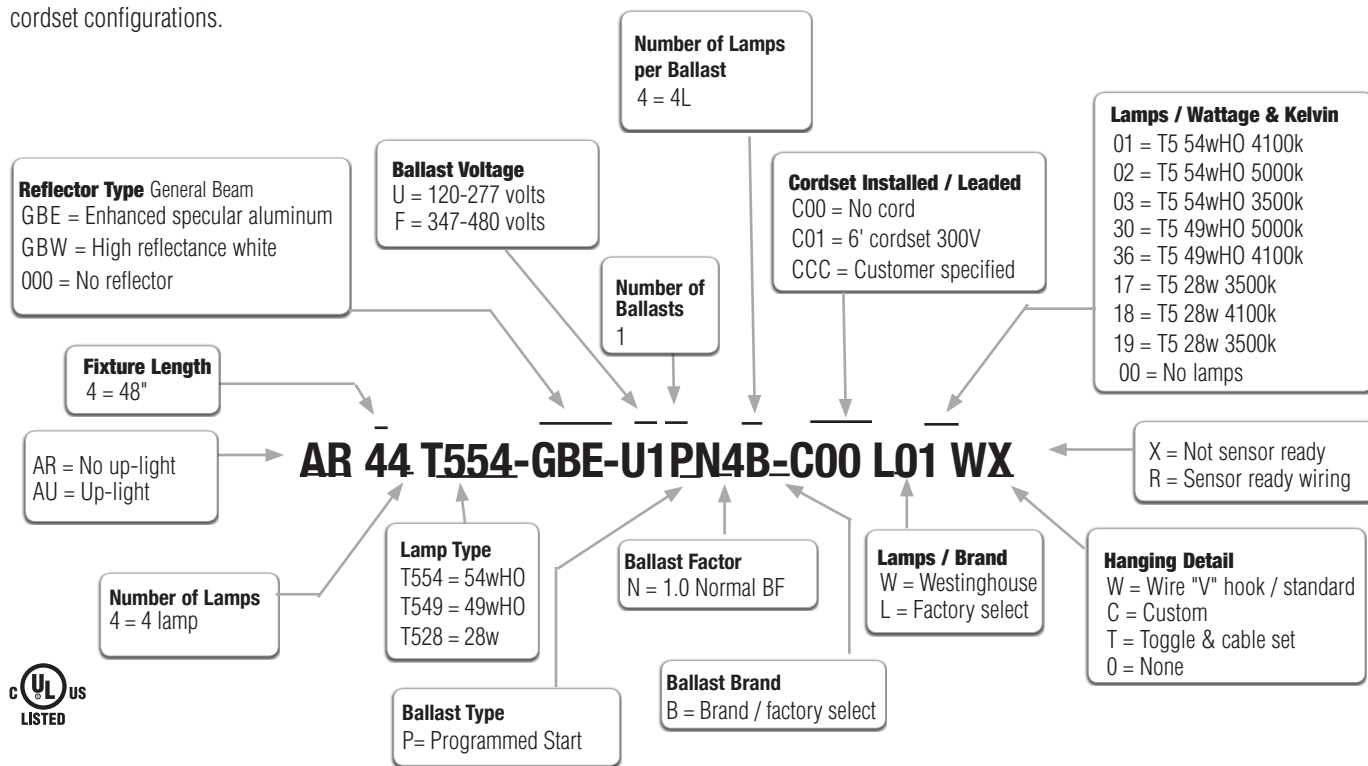 cordset configurations.
Number of Lamps
per Ballast
4 = 4L
Lamps / Wattage & Kelvin
01 = T5 54wHO 4100k
02 = T5 54wHO 5000k
03 = T5 54wHO 3500k
30 = T5 49wHO 5000k
36 = T5 49wHO 4100k
17 = T5 28w 3500k
18 = T5 28w 4100k
19 = T5 28w 3500k
00 = No lamps
Ballast Voltage
U = 120-277 volts
F = 347-480 volts
Cordset Installed / Leaded
C00 = No cord
C01 = 6' cordset 300V
CCC = Customer specified
Reflector Type General Beam
GBE = Enhanced specular aluminum
GBW = High reflectance white
000 = No reflector
Number of
Ballasts
1
Fixture Length
4 = 48"
AR = No up-light
AU = Up-light
AR 44 T554-GBE-U1PN4B-C00 L01 WX
X = Not sensor ready
R = Sensor ready wiring
Number of Lamps
4 = 4 lamp
Lamp Type
T554 = 54wHO
T549 = 49wHO
T528 = 28w
Ballast Factor
N = 1.0 Normal BF
Lamps / Brand
W = Westinghouse
L = Factory select
Hanging Detail
W = Wire "V" hook / standard
C = Custom
T = Toggle & cable set
0 = None
Ballast Type
P= Programmed Start
Ballast Brand
B = Brand / factory select
C UL ® US
LISTED